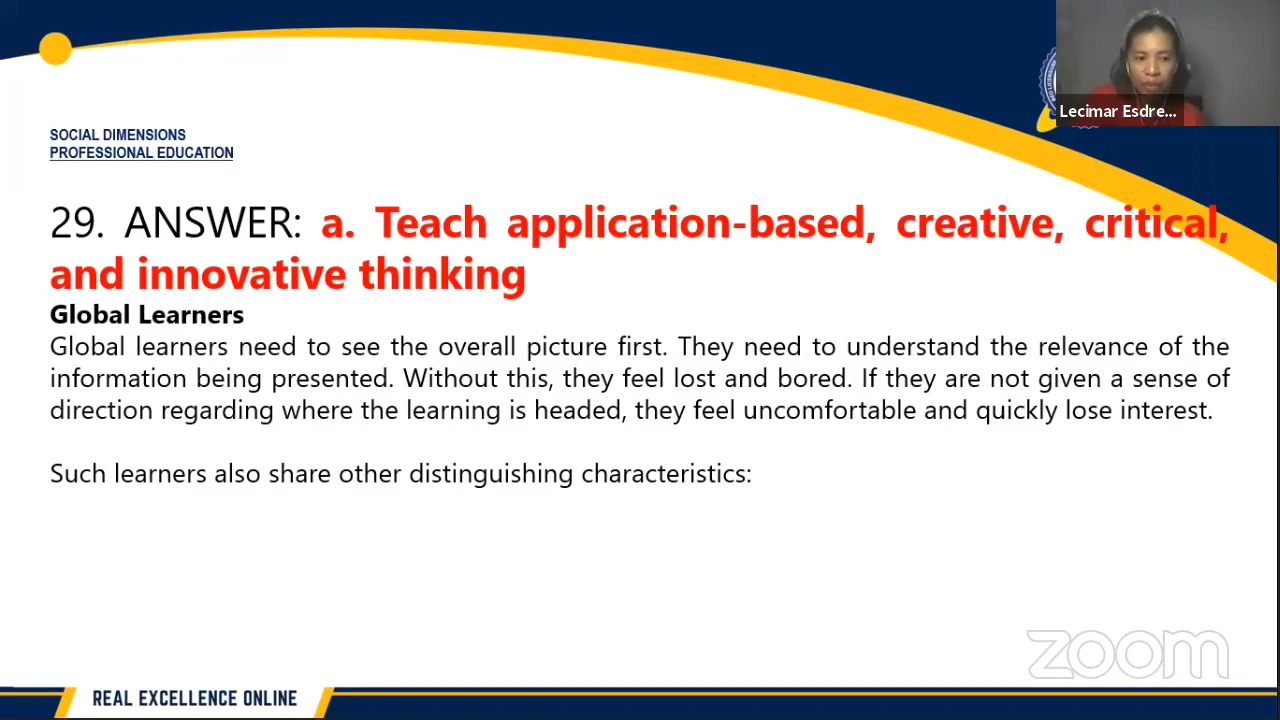 Lecimar Esdre...
SOCIAL DIMENSIONS
PROFESSIONAL EDUCATION
29. ANSWER: a. Teach application-based, creative, critical,
and innovative thinking
Global Learners
Global learners need to see the overall picture first. They need to understand the relevance of the
information being presented. Without this, they feel lost and bored. If they are not given a sense of
direction regarding where the learning is headed, they feel uncomfortable and quickly lose interest.
Such learners also share other distinguishing characteristics:
zoom
REAL EXCELLENCE ONLINE